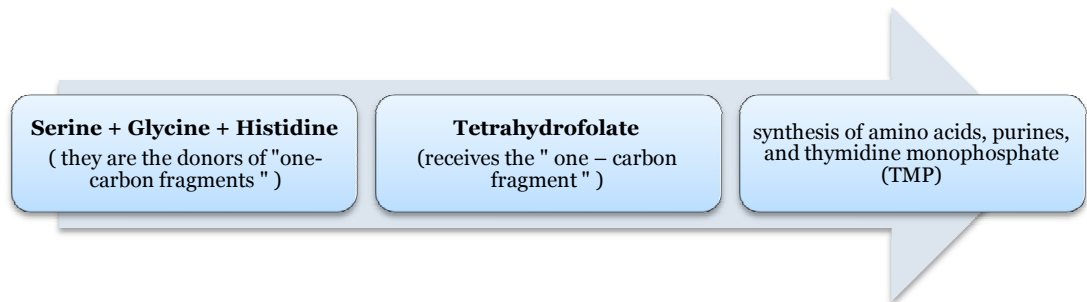 Serine + Glycine + Histidine
( they are the donors of "one-
carbon fragments " )
Tetrahydrofolate
(receives the " one – carbon
fragment " )
synthesis of amino acids, purines,
and thymidine monophosphate
(TMP)